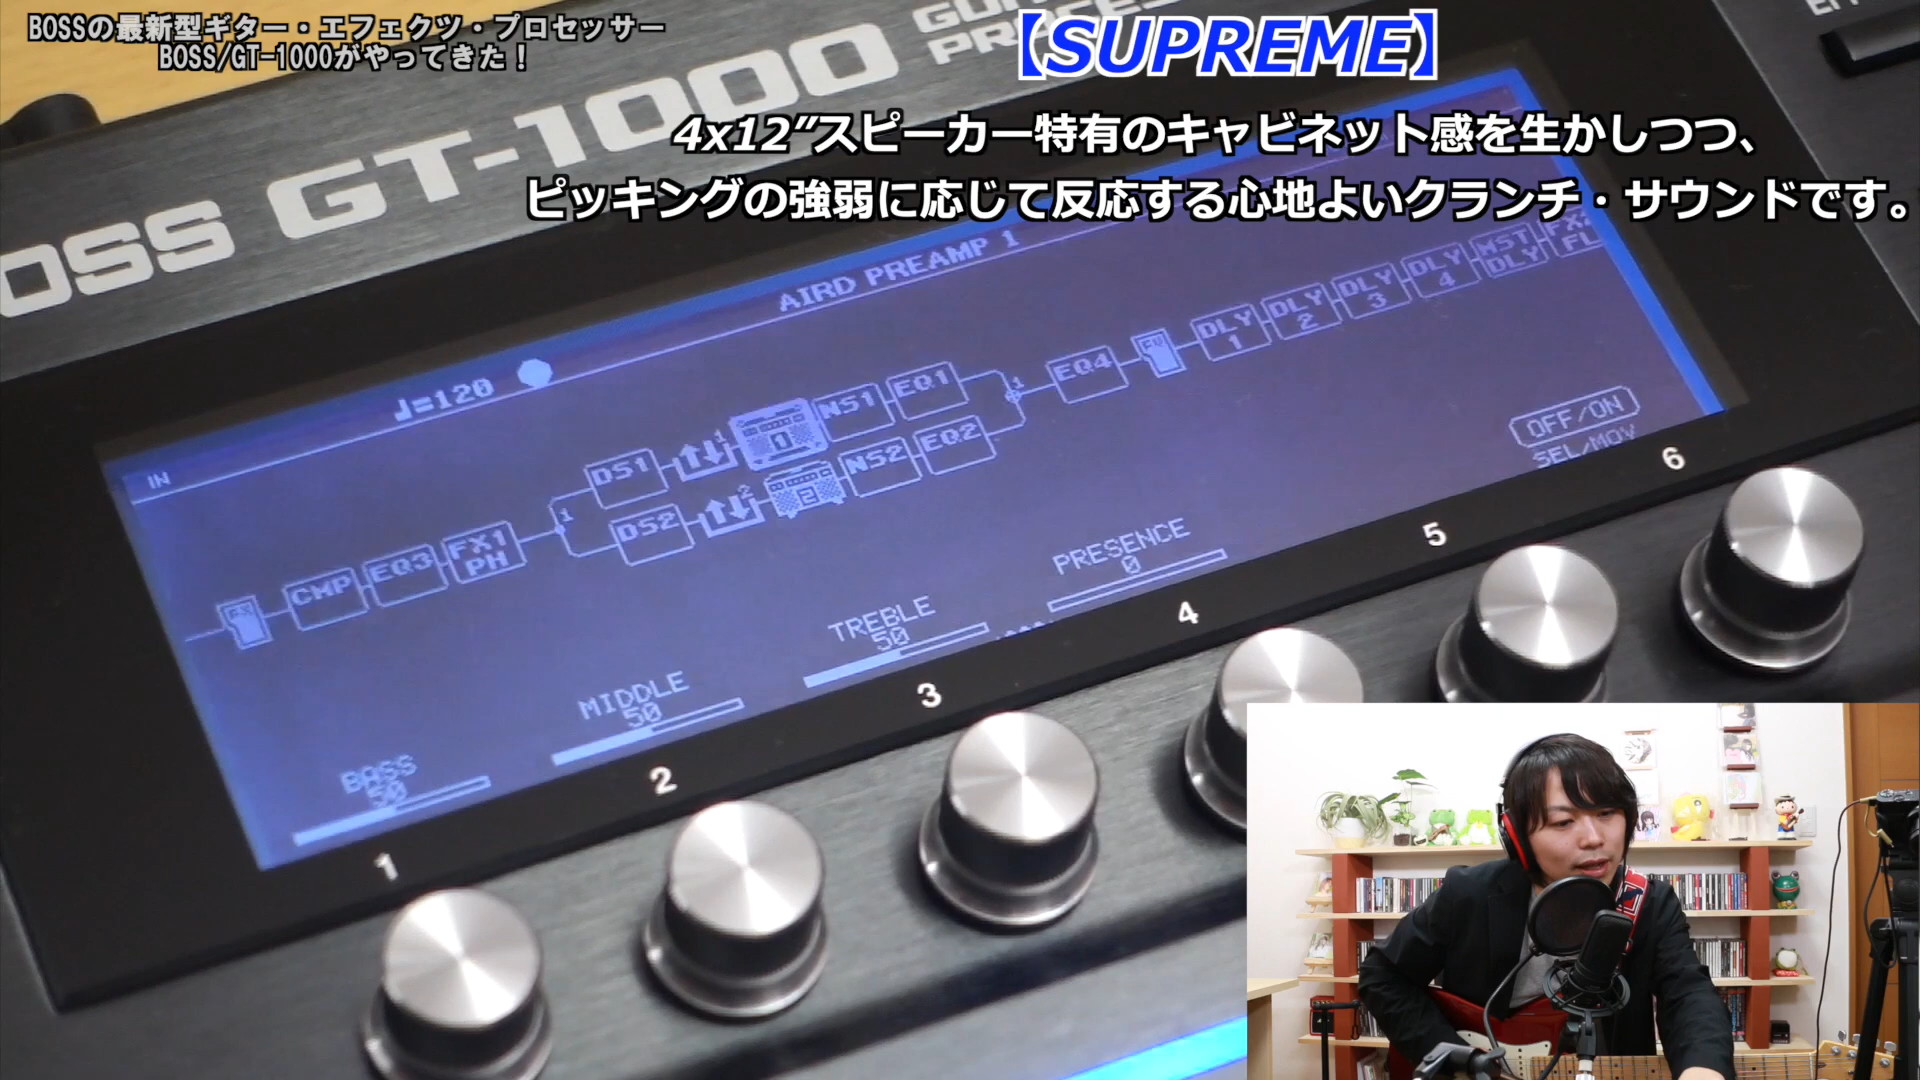 BOSSの最新型ギター・エフェクツ・プロセッサー
BOSS/GT-1000がやってきた!
【SUPREME】
4x12"スピーカー特有のキャビネット感を生かしつつ、
ピッキングの強弱に応じて反応する心地よいクランチ・サウンドです。
BOSS GT-1000
AIRD PREAMP 1
♩=120
IN
CMP
EQ3
FX1
PH
1
DS1
1
1
NS1
EQ1
DS2
2
2
NS2
EQ2
1
EQ4
FV
DLY
1
DLY
2
DLY
3
DLY
4
MST
DLY
OFF/ON
SEL/MOV
BASS
50
MIDDLE
50
TREBLE
50
PRESENCE
0
1
2
3
4
5
6